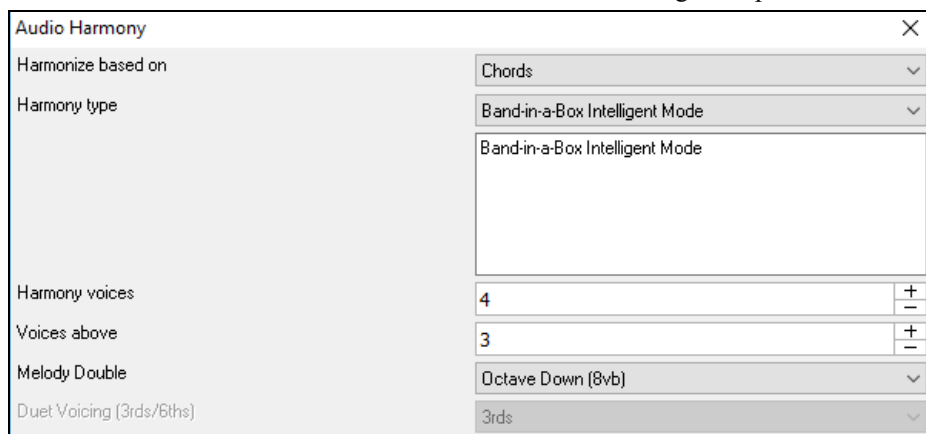 Audio Harmony
Harmonize based on
Chords
Harmony type
Band-in-a-Box Intelligent Mode
Band-in-a-Box Intelligent Mode
Harmony voices
4
Voices above
3
Melody Double
Octave Down (8vb)
Duet Voicing (3rds/6ths)
3rds